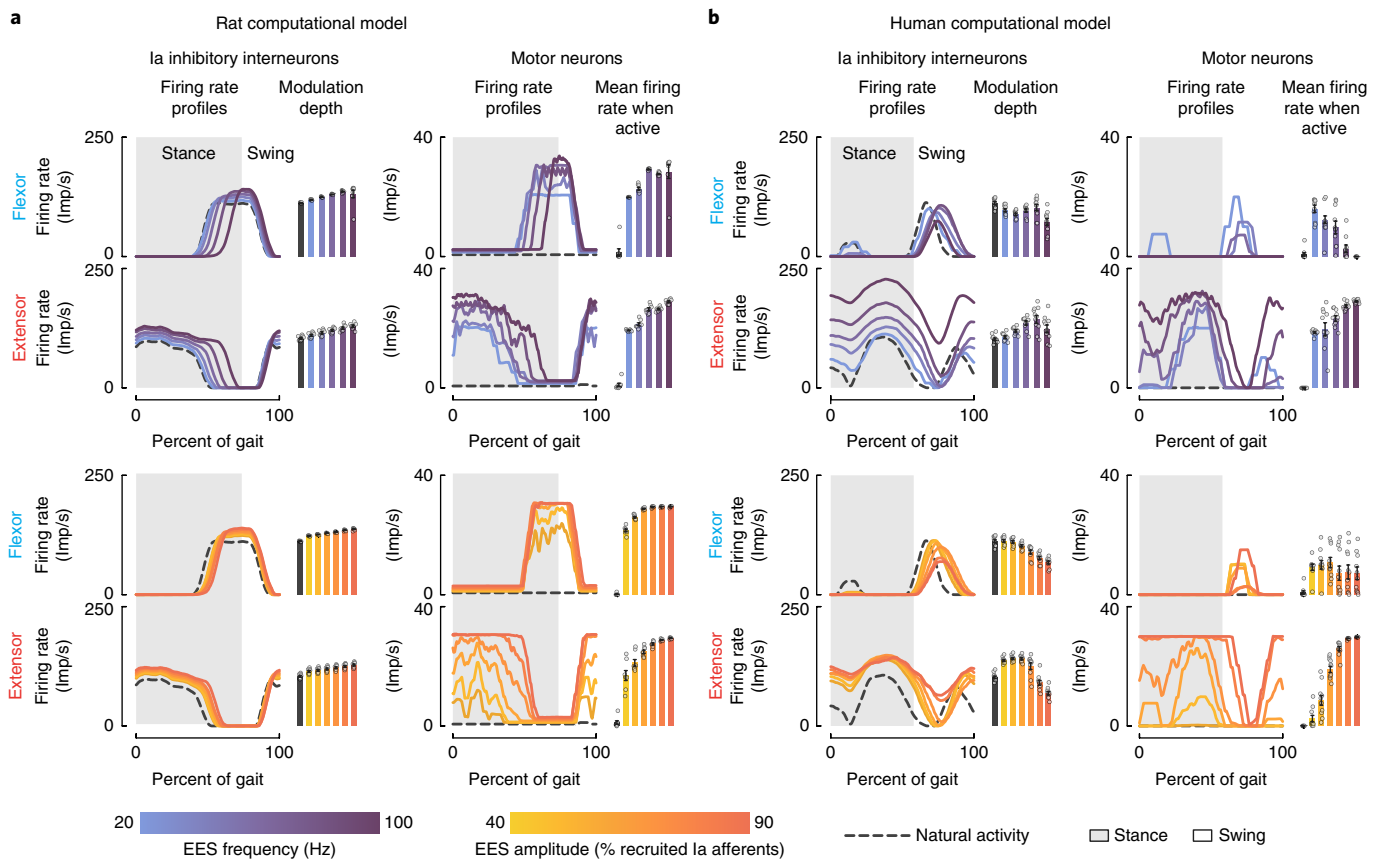 a
Rat computational model
Ia inhibitory interneurons
Motor neurons
Firing rate
profiles
Modulation
depth
Firing rate
profiles
Mean firing
rate when
active
250
Stance
Swing
Flexor
Firing rate
(Imp/s)
0
40
(Imp/s)
0
250
Extensor
Firing rate
(Imp/s)
0
40
(Imp/s)
0
0
100
Percent of gait
0
100
Percent of gait
250
Flexor
Firing rate
(Imp/s)
0
40
(Imp/s)
0
250
Extensor
Firing rate
(Imp/s)
0
40
(Imp/s)
0
0
100
Percent of gait
0
100
Percent of gait
b
Human computational model
Ia inhibitory interneurons
Motor neurons
Firing rate
profiles
Modulation
depth
Firing rate
profiles
Mean firing
rate when
active
250
Stance
Swing
Flexor
Firing rate
(Imp/s)
0
40
(Imp/s)
0
250
Extensor
Firing rate
(Imp/s)
0
40
(Imp/s)
0
0
100
Percent of gait
0
100
Percent of gait
250
Flexor
Firing rate
(Imp/s)
0
40
(Imp/s)
0
250
Extensor
Firing rate
(Imp/s)
0
40
(Imp/s)
0
0
100
Percent of gait
0
100
Percent of gait
20
100
EES frequency (Hz)
40
90
EES amplitude (% recruited Ia afferents)
Natural activity
Stance
Swing